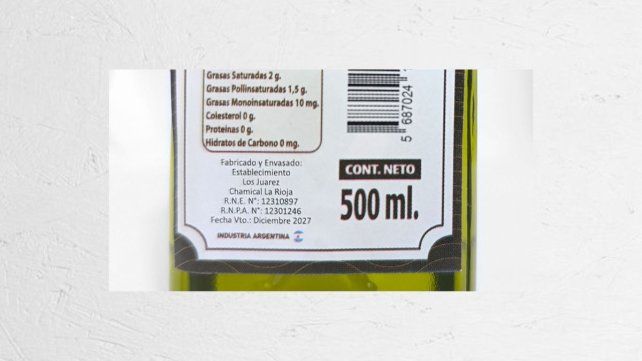 Grasas Saturadas 2 g.
Grasas Pollinsaturadas 1,5 g.
Grasas Monoinsaturadas 10 mg.
Colesterol 0 g.
Proteinas 0 g.
Hidratos de Carbono 0 mg.
Fabricado y Envasado:
Establecimiento
Los Juarez
Chamical La Rioja
R.N.E. N°: 12310897
R.N.P.A. N°: 12301246
Fecha Vto.: Diciembre 2027
INDUSTRIA ARGENTINA
5 687024
CONT. NETO
500 ml.